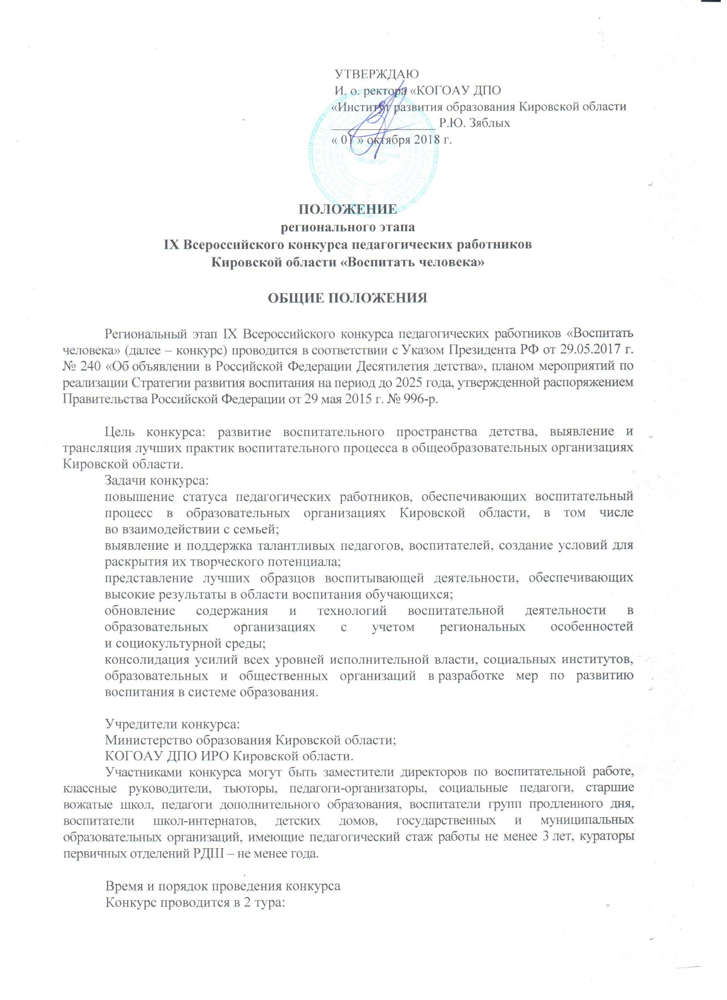 УТВЕРЖДАЮ
И. о. ректора «КОГОАУ ДПО
«Институт развития образования Кировской области
________________ Р.Ю. Зяблых
« 01 » октября 2018 г.
области"
ПОЛОЖЕНИЕ
регионального этапа
IX Всероссийского конкурса педагогических работников
Кировской области «Воспитать человека»
ОБЩИЕ ПОЛОЖЕНИЯ
Региональный этап IX Всероссийского конкурса педагогических работников «Воспитать
человека» (далее – конкурс) проводится в соответствии с Указом Президента РФ от 29.05.2017 г.
№ 240 «Об объявлении в Российской Федерации Десятилетия детства», планом мероприятий по
реализации Стратегии развития воспитания на период до 2025 года, утвержденной распоряжением
Правительства Российской Федерации от 29 мая 2015 г. № 996-р.
Цель конкурса: развитие воспитательного пространства детства, выявление и
трансляция лучших практик воспитательного процесса в общеобразовательных организациях
Кировской области.
Задачи конкурса:
повышение статуса педагогических работников, обеспечивающих воспитательный
процесс в образовательных организациях Кировской области, в том числе
во взаимодействии с семьей;
выявление и поддержка талантливых педагогов, воспитателей, создание условий для
раскрытия их творческого потенциала;
представление лучших образцов воспитывающей деятельности, обеспечивающих
высокие результаты в области воспитания обучающихся;
обновление содержания и технологий воспитательной деятельности в
образовательных организациях с учетом региональных особенностей
и социокультурной среды;
консолидация усилий всех уровней исполнительной власти, социальных институтов,
образовательных и общественных организаций в разработке мер по развитию
воспитания в системе образования.
Учредители конкурса:
Министерство образования Кировской области;
КОГОАУ ДПО ИРО Кировской области.
Участниками конкурса могут быть заместители директоров по воспитательной работе,
классные руководители, тьюторы, педагоги-организаторы, социальные педагоги, старшие
вожатые школ, педагоги дополнительного образования, воспитатели групп продленного дня,
воспитатели школ-интернатов, детских домов, государственных и муниципальных
образовательных организаций, имеющие педагогический стаж работы не менее 3 лет, кураторы
первичных отделений РДШ – не менее года.
Время и порядок проведения конкурса
Конкурс проводится в 2 тура: